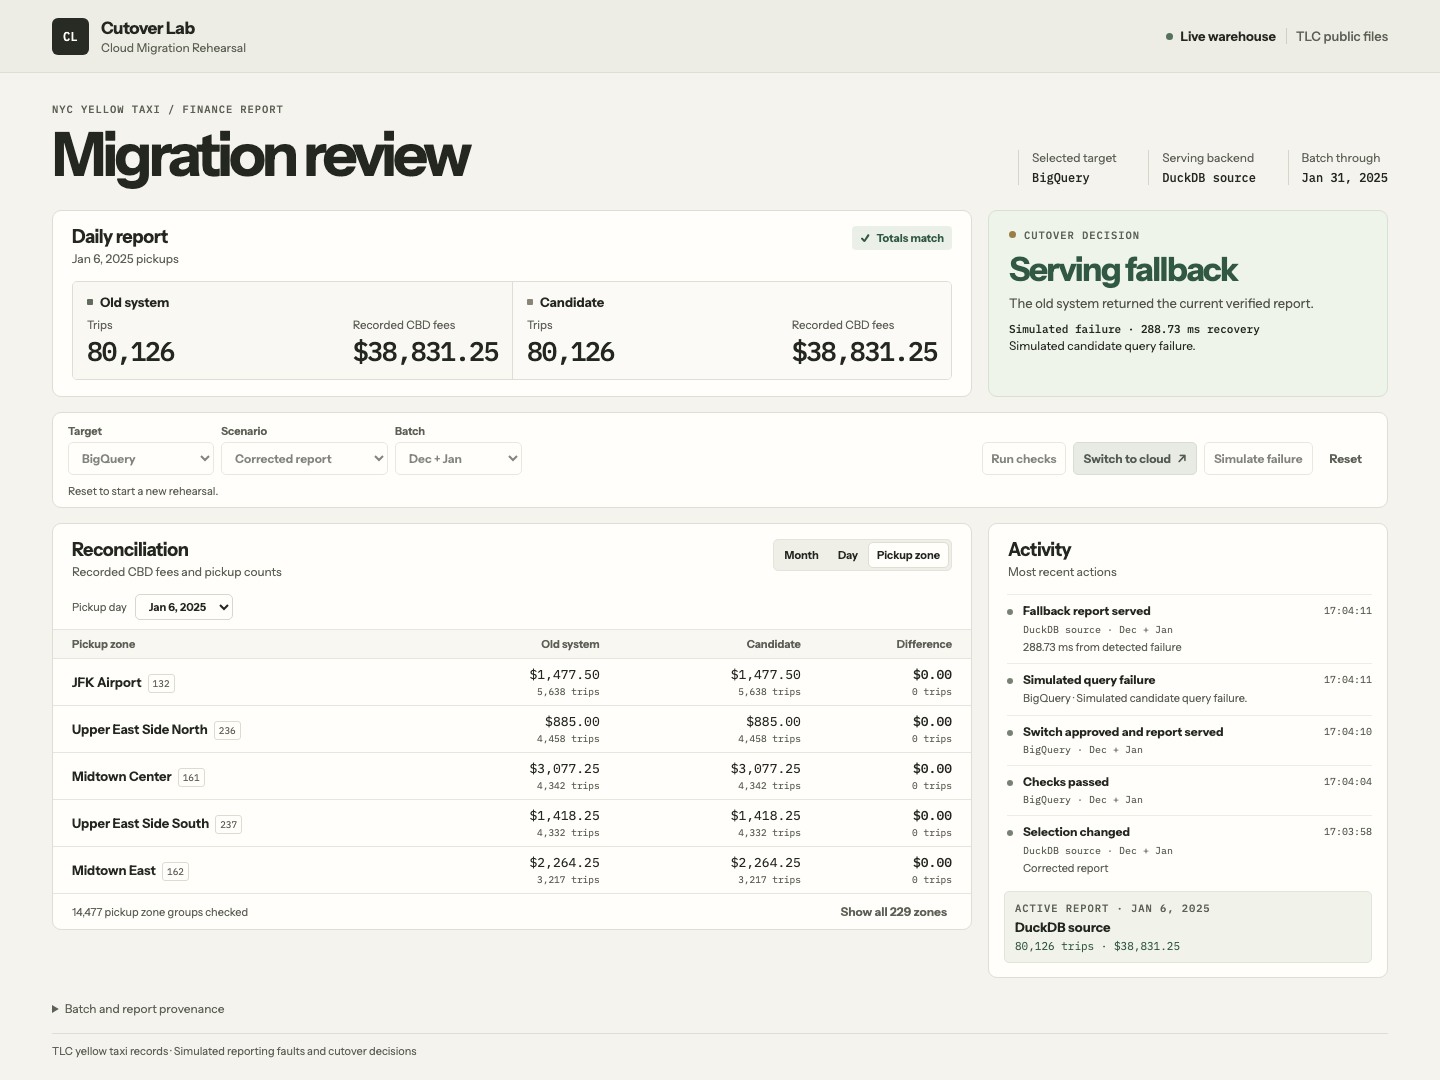 CL
Cutover Lab
Cloud Migration Rehearsal
Live warehouse
TLC public files
NYC YELLOW TAXI / FINANCE REPORT
Migration review
Selected target
BigQuery
Serving backend
DuckDB source
Batch through
Jan 31, 2025
Daily report
Jan 6, 2025 pickups
Totals match
Old system
Trips
80,126
Recorded CBD fees
$38,831.25
Candidate
Trips
80,126
Recorded CBD fees
$38,831.25
CUTOVER DECISION
Serving fallback
The old system returned the current verified report.
Simulated failure · 288.73 ms recovery
Simulated candidate query failure.
Target
BigQuery
Scenario
Corrected report
Batch
Dec + Jan
Run checks
Switch to cloud ↗
Simulate failure
Reset
Reset to start a new rehearsal.
Reconciliation
Recorded CBD fees and pickup counts
Month
Day
Pickup zone
Pickup day
Jan 6, 2025
Pickup zone Old system Candidate Difference
JFK Airport 132 $1,477.50 $1,477.50 $0.00
5,638 trips 5,638 trips 0 trips
Upper East Side North 236 $885.00 $885.00 $0.00
4,458 trips 4,458 trips 0 trips
Midtown Center 161 $3,077.25 $3,077.25 $0.00
4,342 trips 4,342 trips 0 trips
Upper East Side South 237 $1,418.25 $1,418.25 $0.00
4,332 trips 4,332 trips 0 trips
Midtown East 162 $2,264.25 $2,264.25 $0.00
3,217 trips 3,217 trips 0 trips
14,477 pickup zone groups checked
Show all 229 zones
Activity
Most recent actions
Fallback report served 17:04:11
DuckDB source · Dec + Jan
288.73 ms from detected failure
Simulated query failure 17:04:11
BigQuery · Simulated candidate query failure.
Switch approved and report served 17:04:10
BigQuery · Dec + Jan
Checks passed 17:04:04
BigQuery · Dec + Jan
Selection changed 17:03:58
DuckDB source · Dec + Jan
Corrected report
ACTIVE REPORT · JAN 6, 2025
DuckDB source
80,126 trips · $38,831.25
Batch and report provenance
TLC yellow taxi records · Simulated reporting faults and cutover decisions